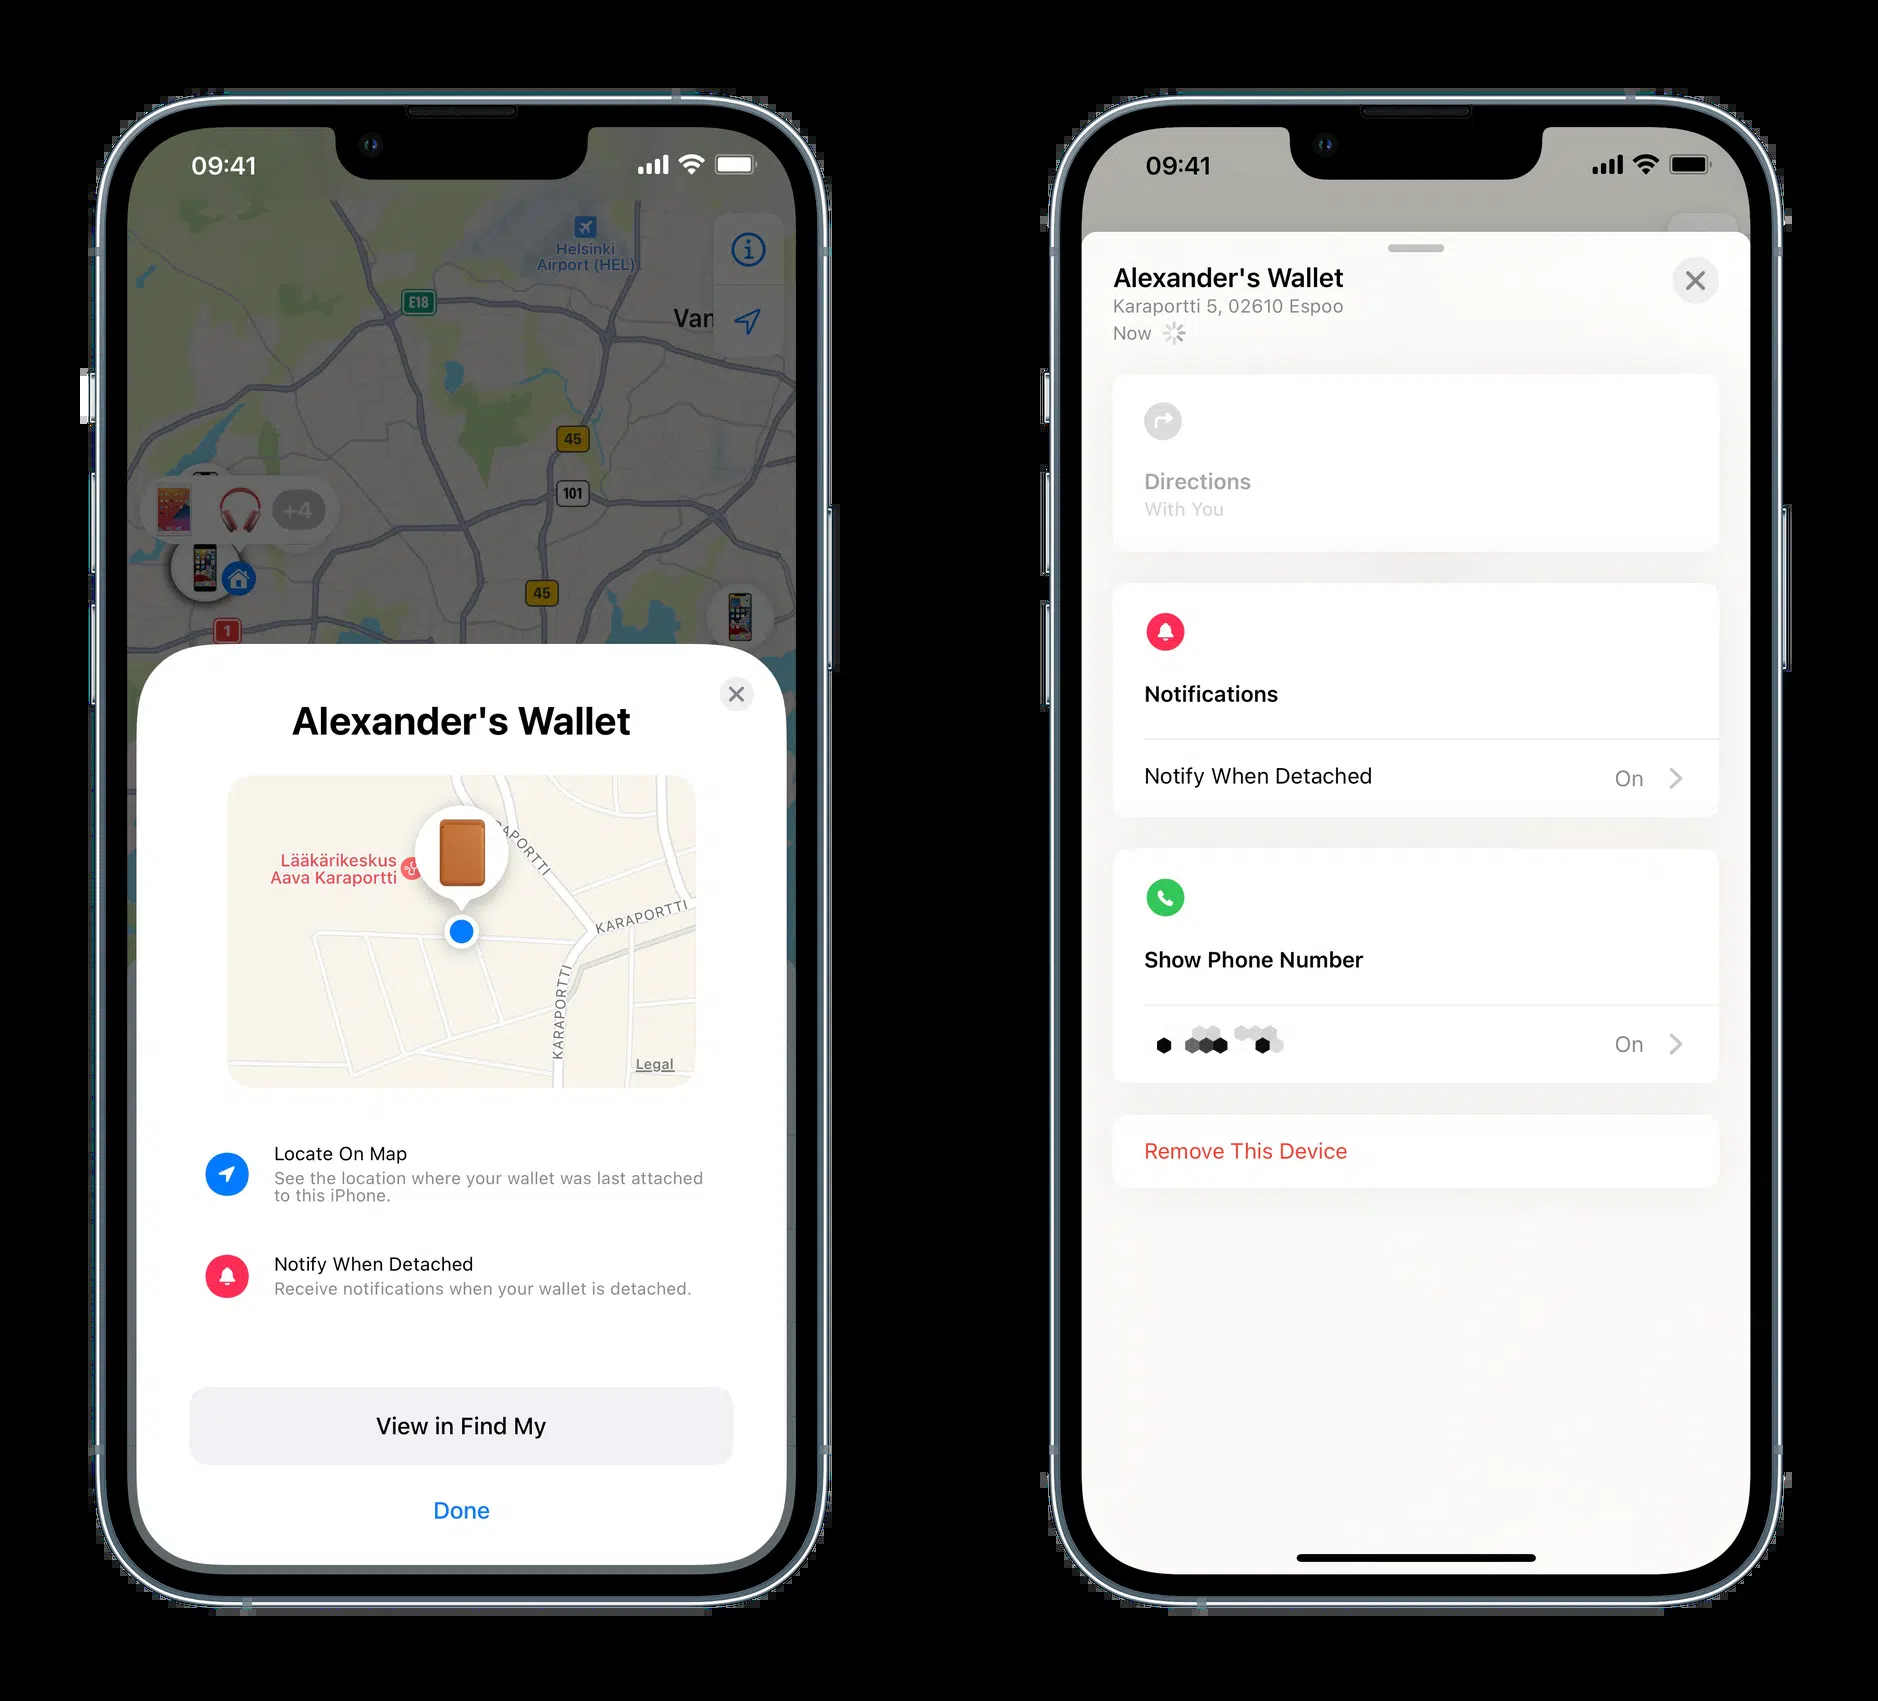 09:41
Helsinki
Airport (HEL)
E18
Van
45
101
+4
45
1
Alexander's Wallet
Lääkärikeskus
Aava Karaportti
KARAPORTTI
KARAPORTTI
Legal
Locate On Map
See the location where your wallet was last attached
to this iPhone.
Notify When Detached
Receive notifications when your wallet is detached.
View in Find My
Done
09:41
Alexander's Wallet
Karaportti 5, 02610 Espoo
Now
Directions
With You
Notifications
Notify When Detached On
Show Phone Number
On
Remove This Device